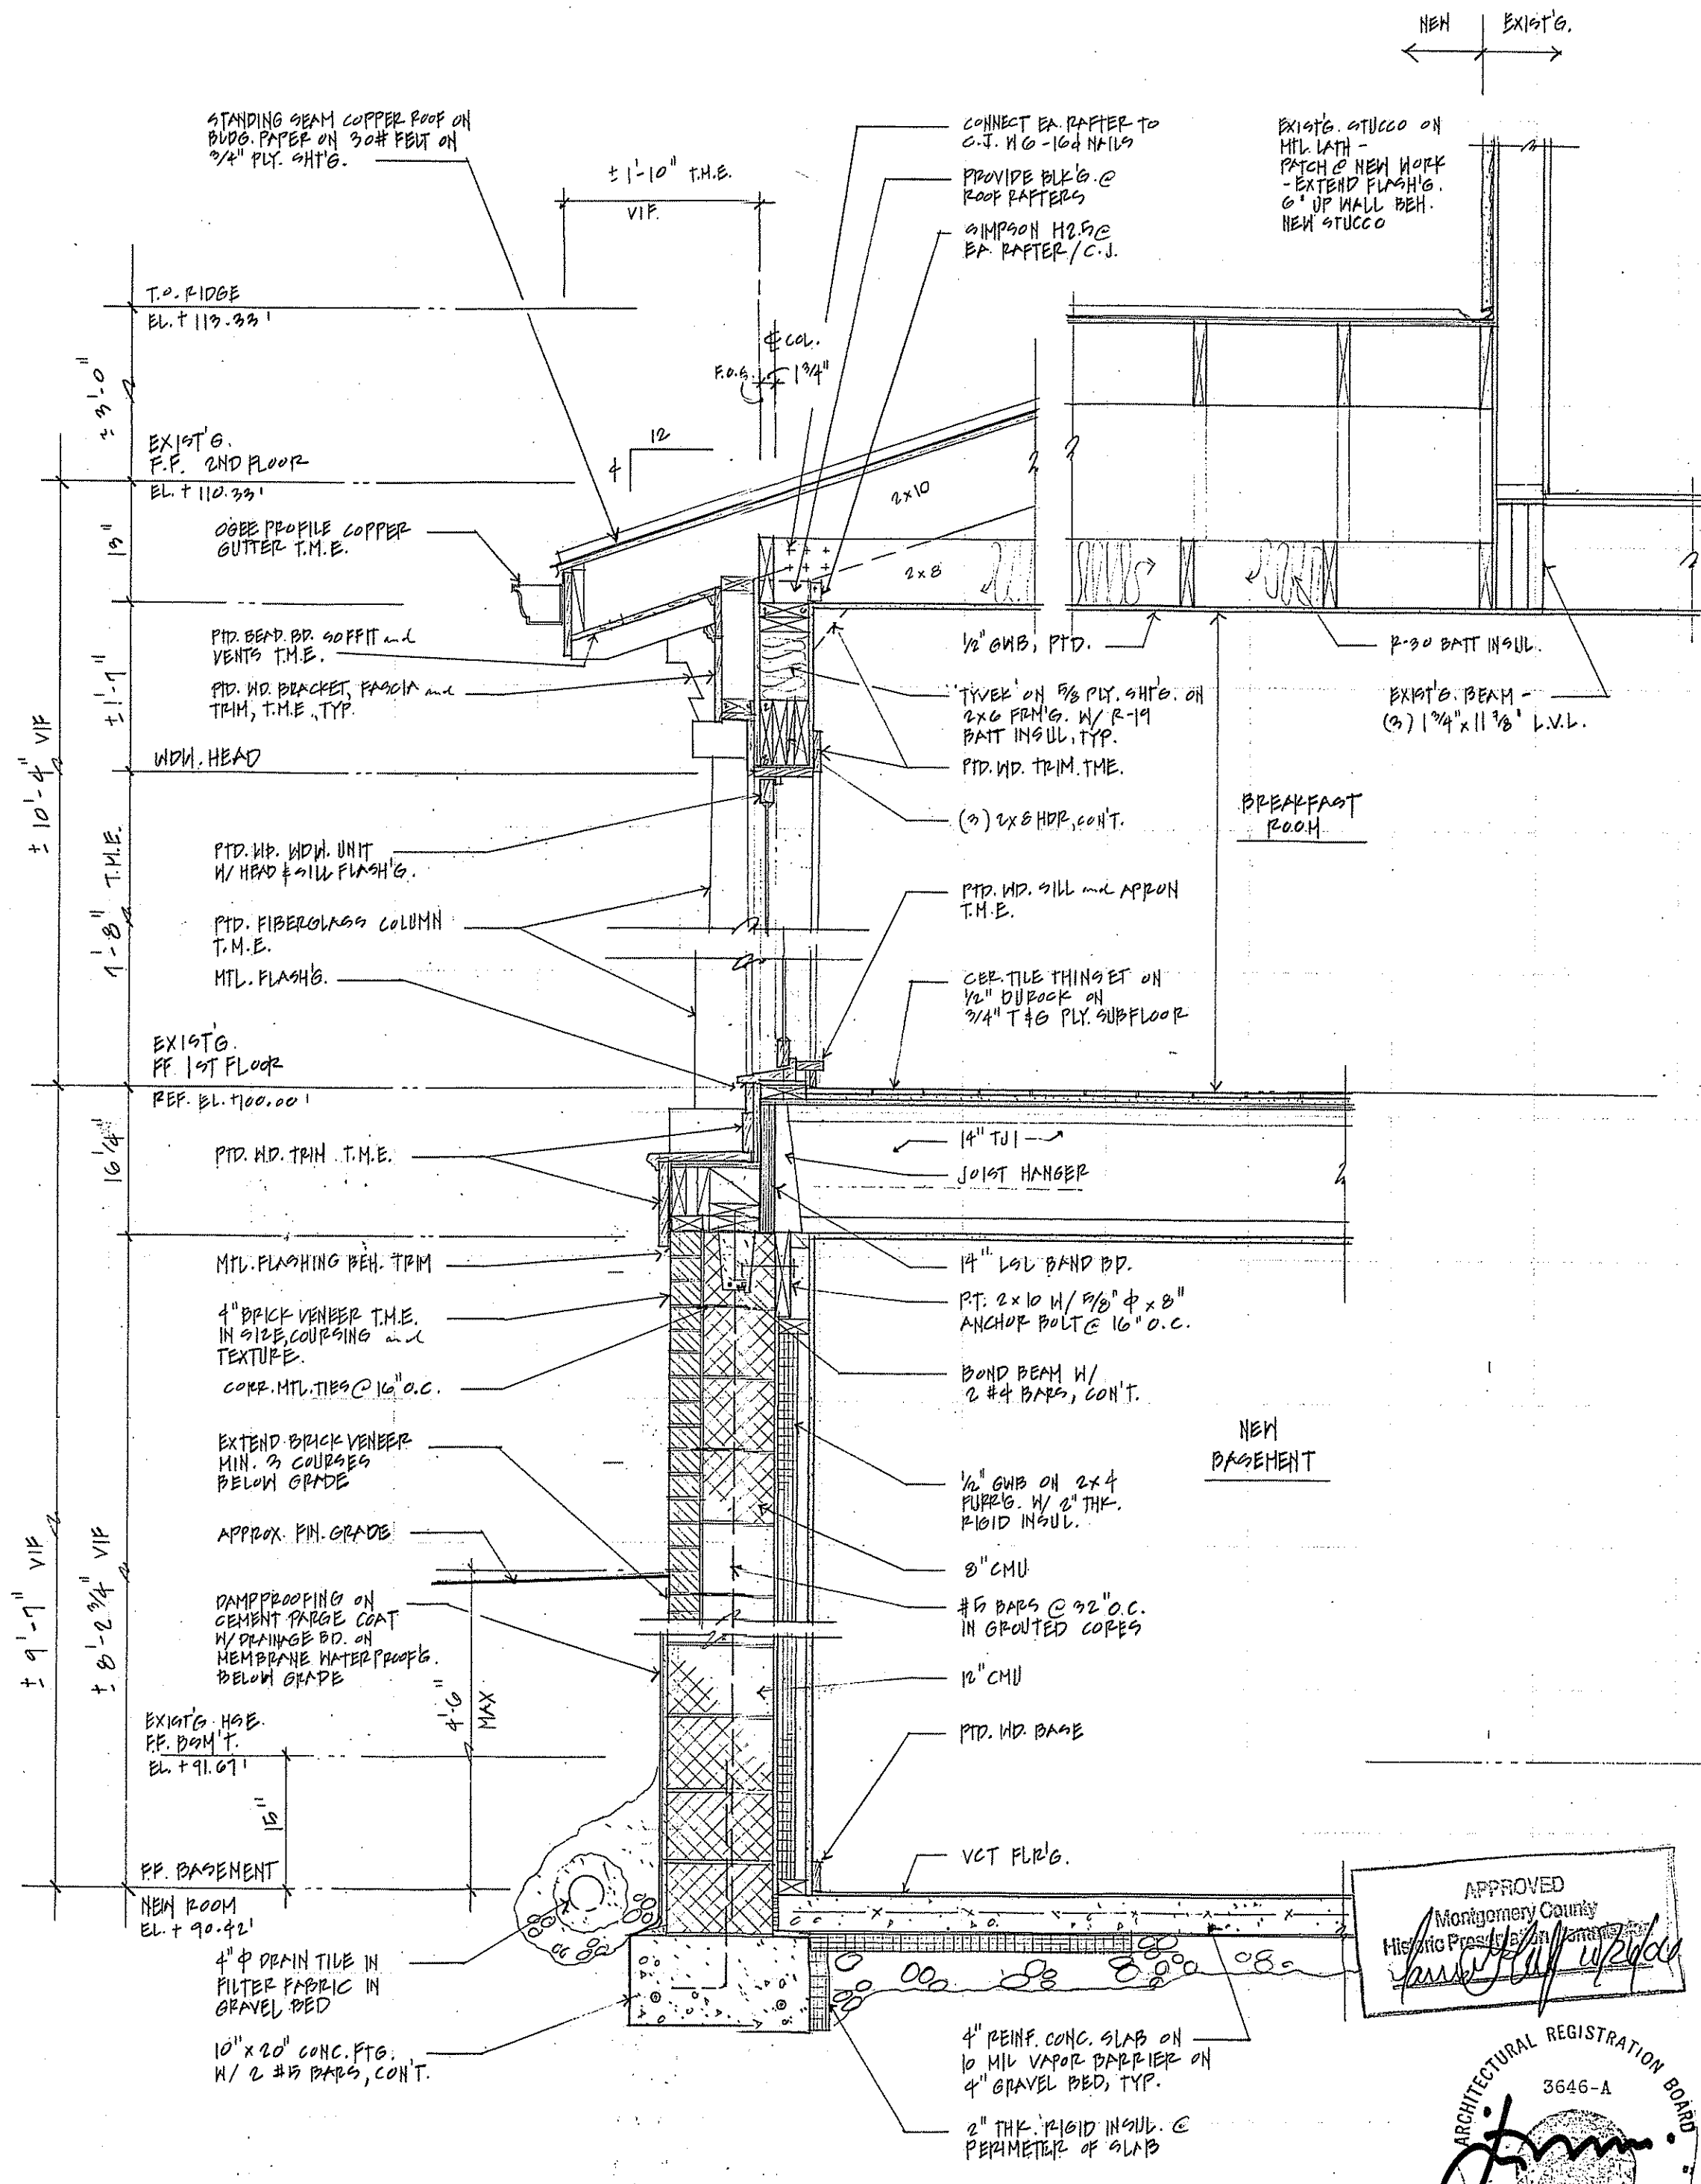 NEW
EXIST'G.
STANDING SEAM COPPER ROOF ON
BLDG. PAPER ON 30# FELT ON
3/4" PLY. SHT'G.
± 1'-10" T.M.E.
VIF.
CONNECT EA. RAFTER TO
C.J. W 6-16d NAILS
PROVIDE BLK'G. @
ROOF RAFTERS
SIMPSON H2.5 @
EA. RAFTER / C.J.
EXIST'G. STUCCO ON
MTL. LATH -
PATCH @ NEW WORK
- EXTEND FLASH'G.
6" UP WALL BEH.
NEW STUCCO
T.O. RIDGE
EL. + 113.33'
± 3'-0"
℄ COL.
F.O.S.
1 3/4"
EXIST'G.
F.F. 2ND FLOOR
EL. + 110.33'
12
4
2x10
2x8
OGEE PROFILE COPPER
GUTTER T.M.E.
13"
PTD. BEAD. BD. SOFFIT and
VENTS T.M.E.
PTD. WD. BRACKET, FASCIA and
TRIM, T.M.E., TYP.
± 1'-7"
1/2" GWB, PTD.
R-30 BATT INSUL.
'TYVEK' ON 5/8 PLY. SHT'G. ON
2x6 FRM'G. W/ R-19
BATT INSUL, TYP.
EXIST'G. BEAM -
(3) 1 3/4" x 11 7/8" L.V.L.
PTD. WD. TRIM. TME.
WDW. HEAD
(3) 2x8 HDR, CON'T.
BREAKFAST
ROOM
± 10'-4" VIF
7'-8" T.M.E.
PTD. WD. WDW. UNIT
W/ HEAD & SILL FLASH'G.
PTD. WD. SILL and APRON
T.M.E.
PTD. FIBERGLASS COLUMN
T.M.E.
MTL. FLASH'G.
CER. TILE THINSET ON
1/2" DUROCK ON
3/4" T & G PLY. SUBFLOOR
EXIST'G.
FF. 1ST FLOOR
REF. EL. +100.00'
14" TJI
JOIST HANGER
PTD. WD. TRIM T.M.E.
16 1/4"
MTL. FLASHING BEH. TRIM
14" LSL BAND BD.
4" BRICK VENEER T.M.E.
IN SIZE, COURSING and
TEXTURE.
P.T. 2x10 W/ 5/8" ϕ x 8"
ANCHOR BOLT @ 16" O.C.
CORR. MTL. TIES @ 16" O.C.
BOND BEAM W/
2 #4 BARS, CON'T.
EXTEND BRICK VENEER
MIN. 3 COURSES
BELOW GRADE
NEW
BASEMENT
1/2" GWB ON 2x4
FURR'G. W/ 2" THK.
RIGID INSUL.
APPROX. FIN. GRADE
8" CMU
± 9'-7" VIF
± 8'-2 3/4" VIF
DAMPPROOFING ON
CEMENT PARGE COAT
W/ DRAINAGE BD. ON
MEMBRANE WATERPROOF'G.
BELOW GRADE
#5 BARS @ 32" O.C.
IN GROUTED CORES
12" CMU
4'-6"
MAX
EXIST'G HSE.
F.F. BSM'T.
EL. + 91.67'
PTD. WD. BASE
15"
VCT FLR'G.
F.F. BASEMENT
NEW ROOM
EL. + 90.42'
4" ϕ DRAIN TILE IN
FILTER FABRIC IN
GRAVEL BED
10" x 20" CONC. FTG.
W/ 2 #5 BARS, CON'T.
4" REINF. CONC. SLAB ON
10 MIL VAPOR BARRIER ON
4" GRAVEL BED, TYP.
2" THK. RIGID INSUL. @
PERIMETER OF SLAB
APPROVED
Montgomery County
Historic Preservation Commission
ARCHITECTURAL REGISTRATION BOARD
3646-A